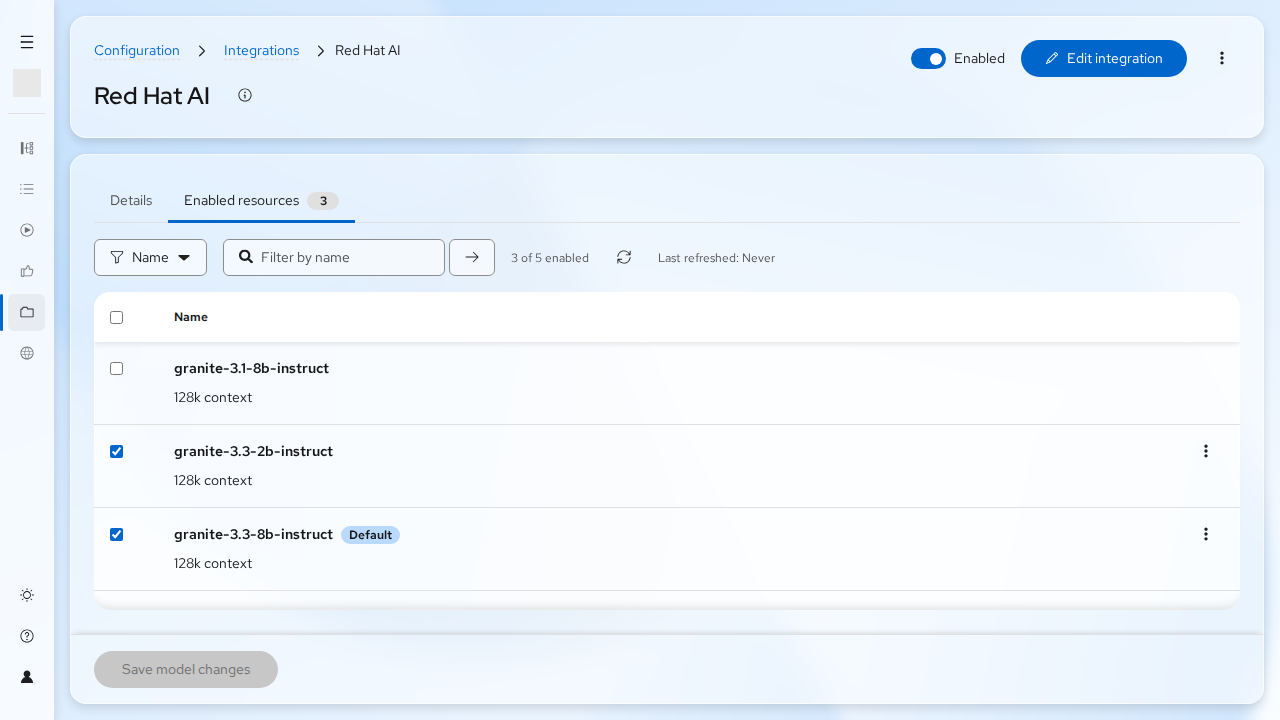 Configuration > Integrations > Red Hat AI
Enabled
Edit integration
Red Hat AI
Details
Enabled resources 3
Name
Filter by name
3 of 5 enabled
Last refreshed: Never
Name
granite-3.1-8b-instruct
128k context
granite-3.3-2b-instruct
128k context
granite-3.3-8b-instruct Default
128k context
Save model changes